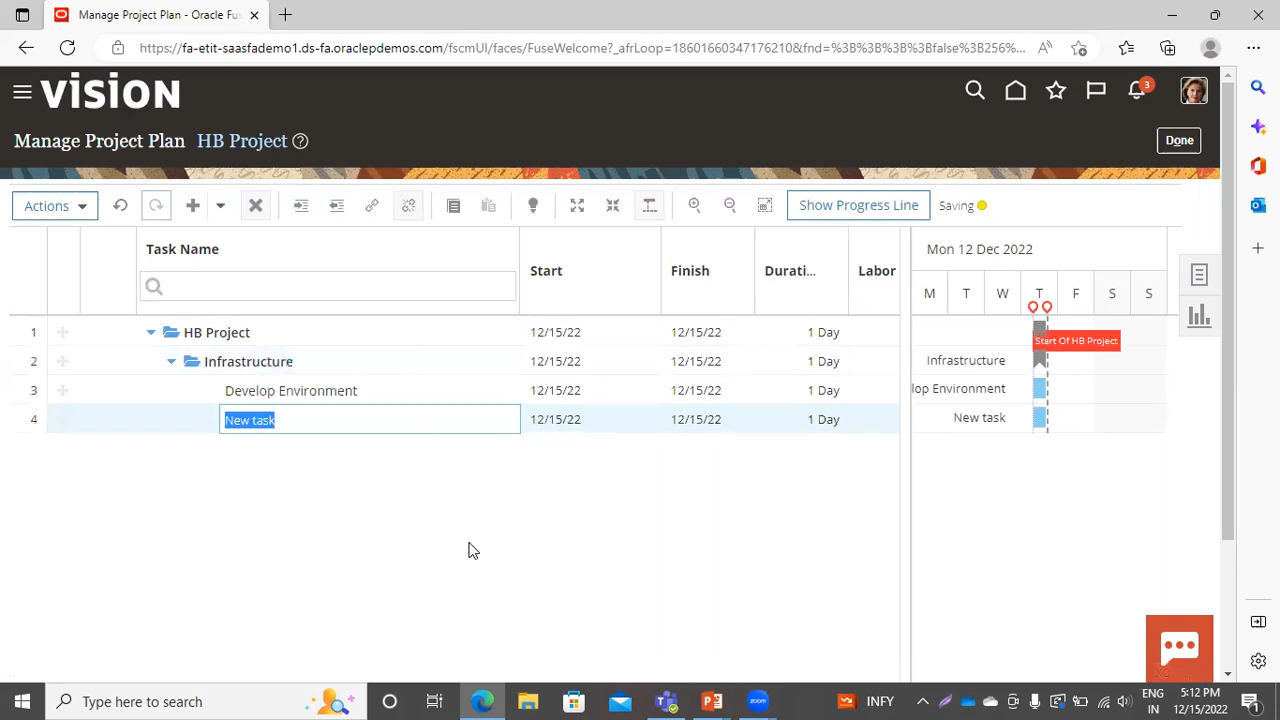 Manage Project Plan - Oracle Fu
https://fa-etit-saasfademo1.ds-fa.oraclepdemos.com/fscmUI/faces/FuseWelcome?_afrLoop=186016603471762108&fnd=%3B%3B%3B%3Bfalse%3B256%...
vision
3
Manage Project Plan HB Project
Done
Actions
Show Progress Line
Saving
Task Name
Start
Finish
Durati...
Labor
Mon 12 Dec 2022
M T W T F S S
1 HB Project 12/15/22 12/15/22 1 Day
Start Of HB Project
2 Infrastructure 12/15/22 12/15/22 1 Day Infrastructure
3 Develop Environment 12/15/22 12/15/22 1 Day lop Environment
4 New task 12/15/22 12/15/22 1 Day New task
Type here to search
zoom
INFY
ENG
IN
5:12 PM
12/15/2022
1